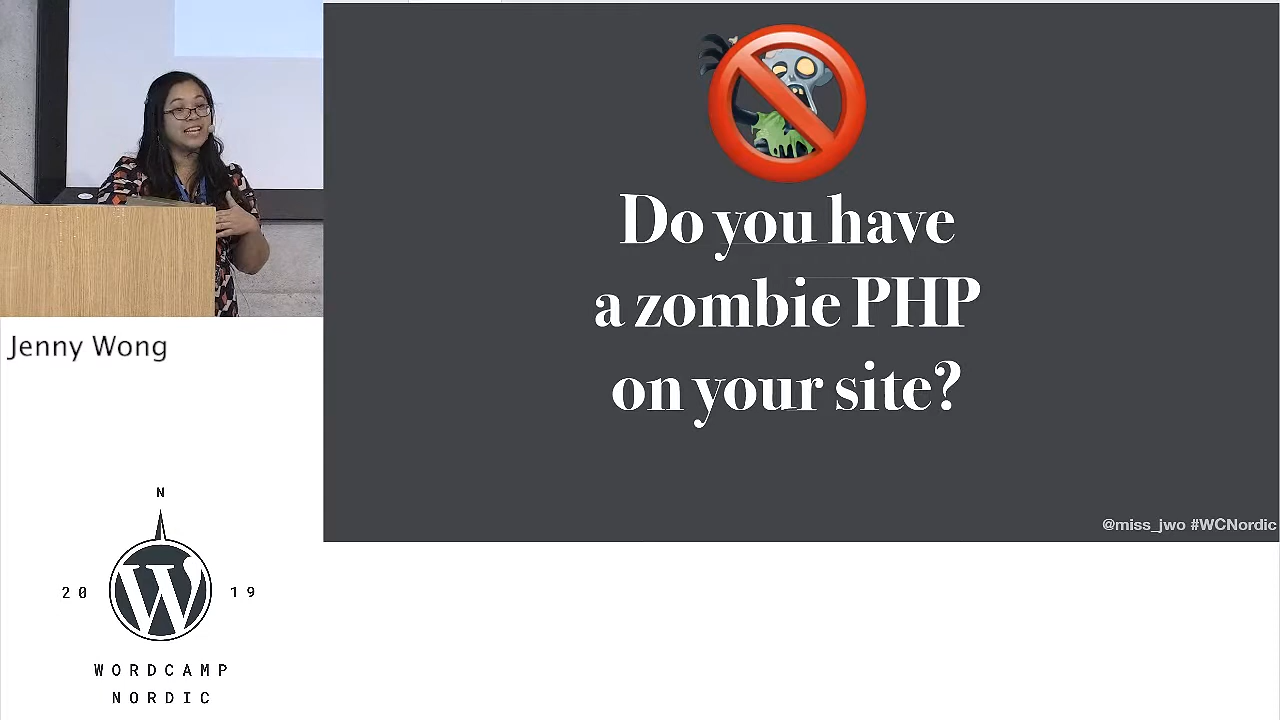 Do you have
a zombie PHP
on your site?
@miss_jwo #WCNordic
Jenny Wong
N
20 19
WORDCAMP
NORDIC